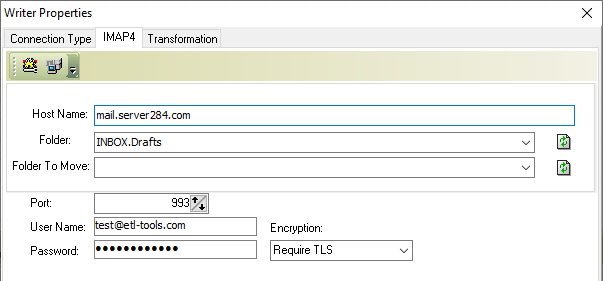 Writer Properties
Connection Type IMAP4 Transformation
Host Name: mail.server284.com
Folder: INBOX.Drafts
Folder To Move:
Port: 993
User Name: test@etl-tools.com Encryption:
Password: ●●●●●●●●●●●● Require TLS